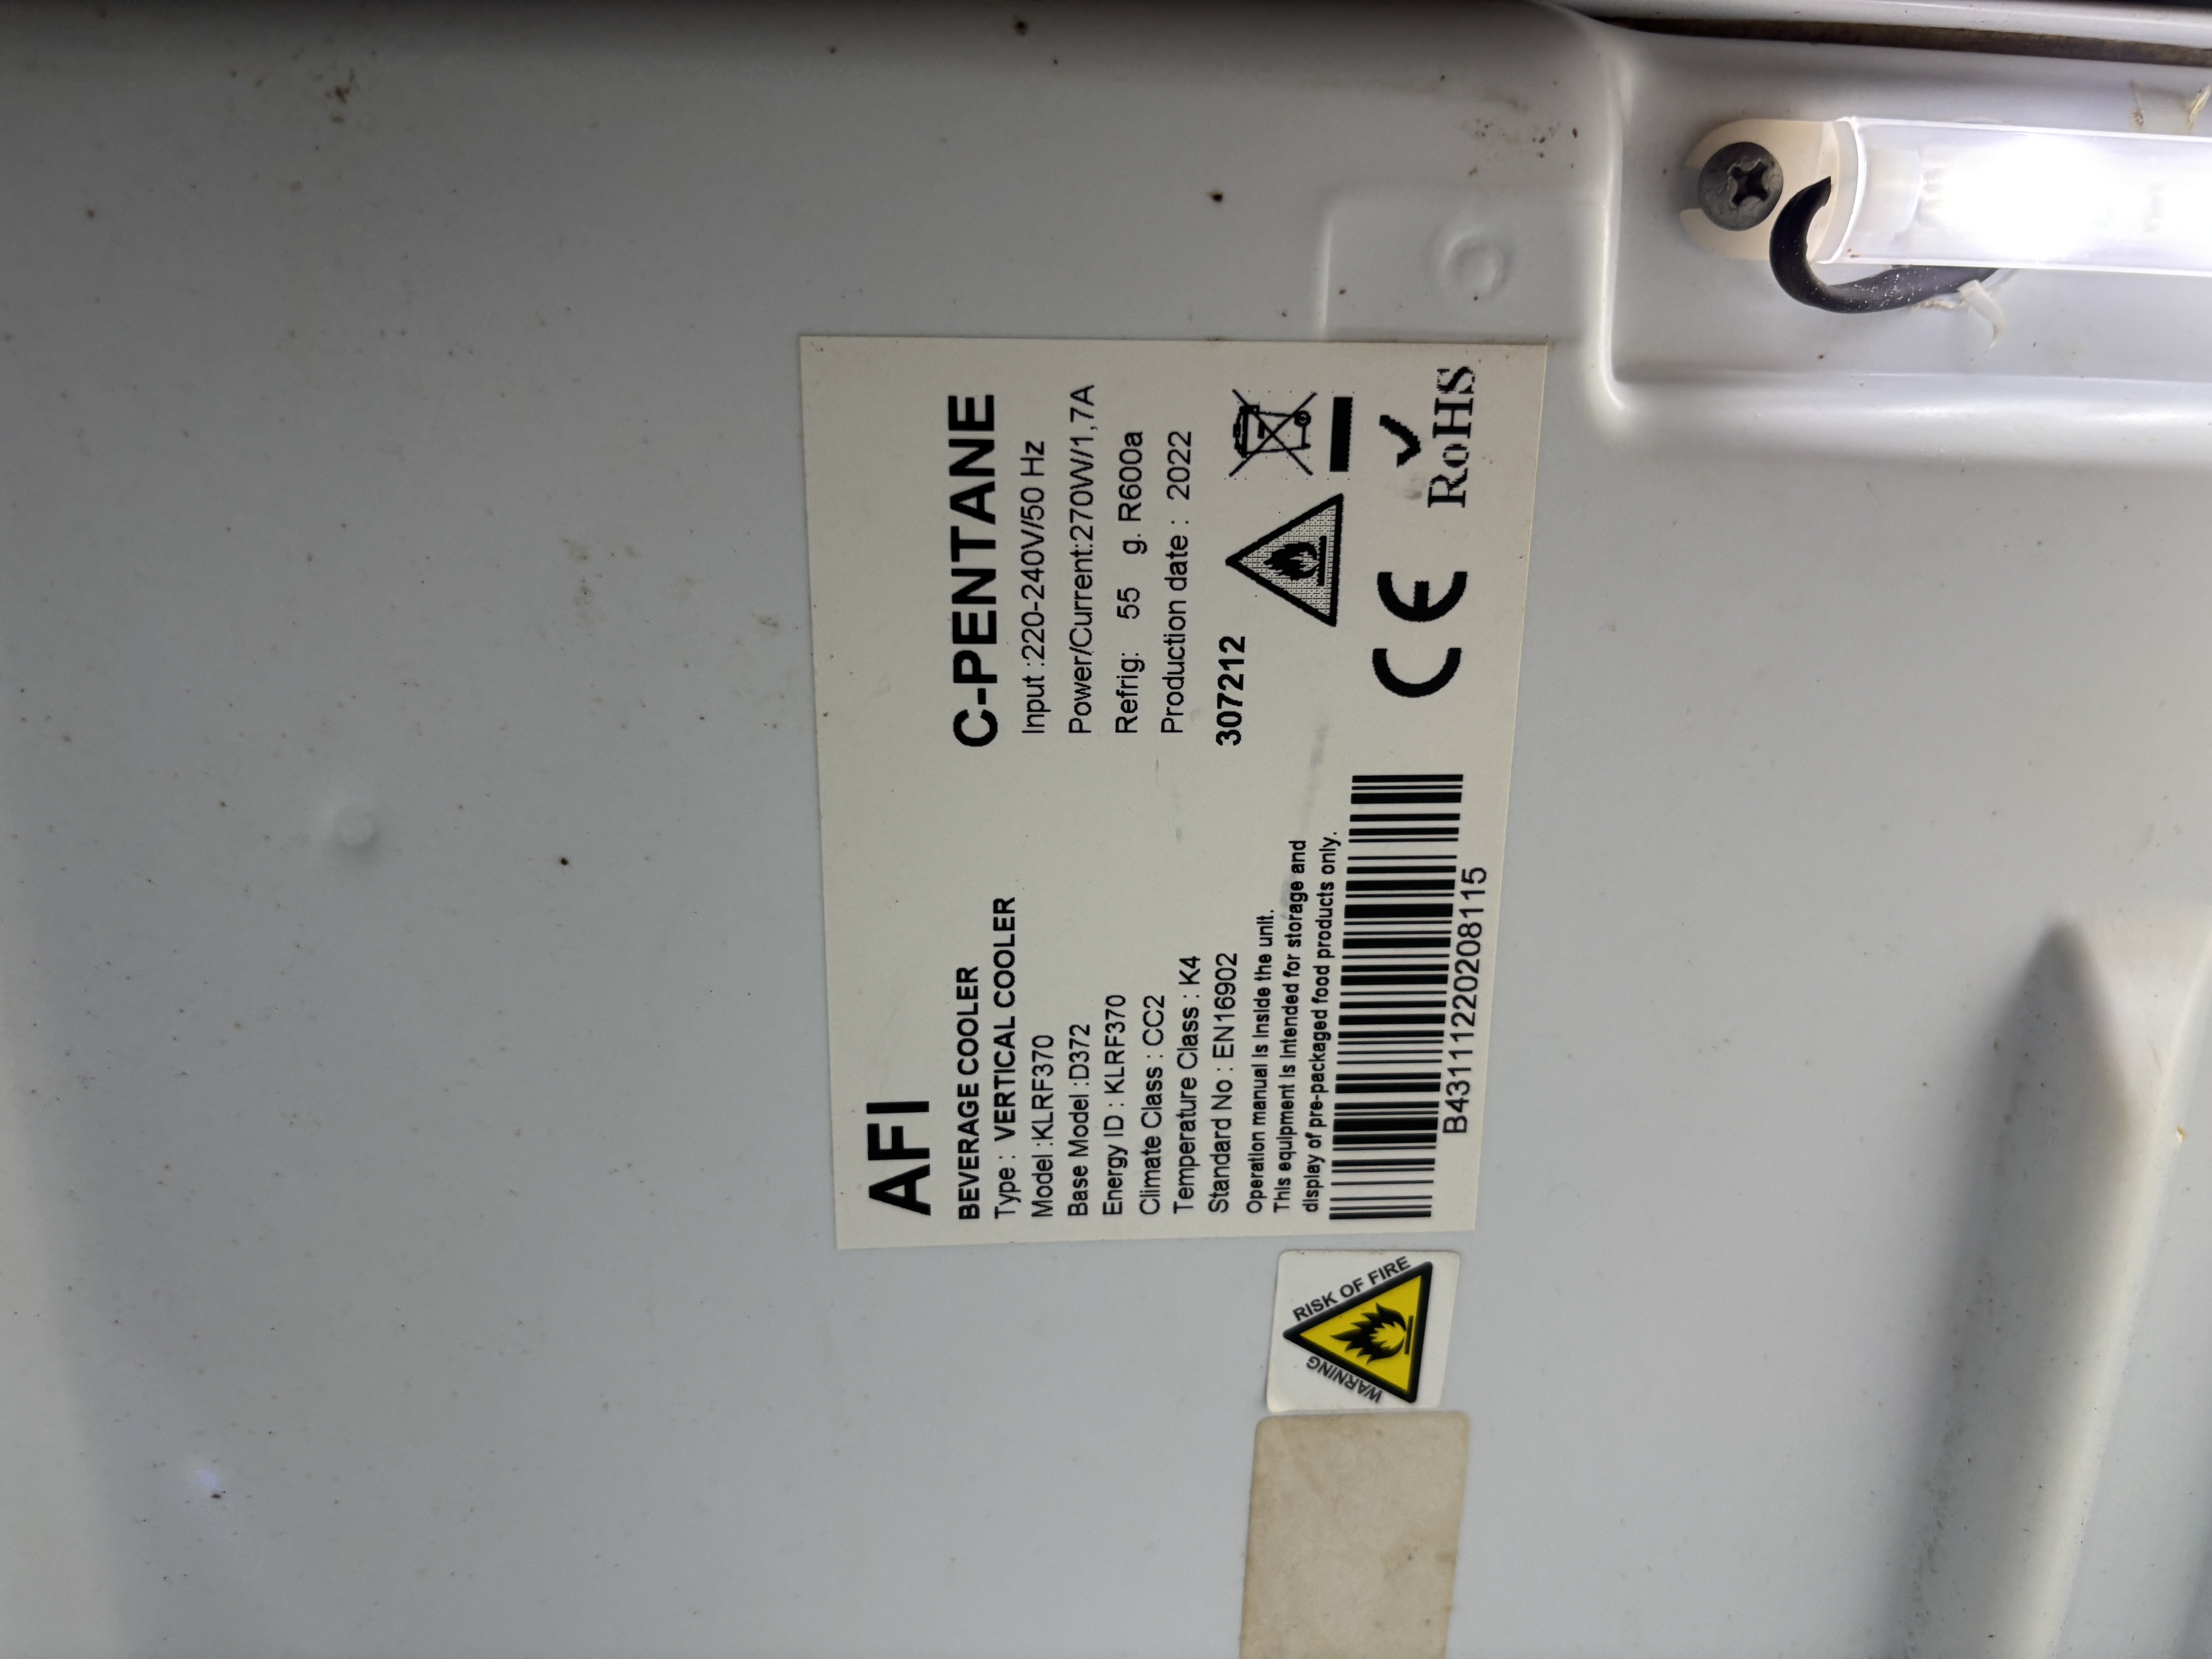 AFI
BEVERAGE COOLER
Type : VERTICAL COOLER
Model :KLRF370
Base Model :D372
Energy ID : KLRF370
Climate Class : CC2
Temperature Class : K4
Standard No : EN16902
Operation manual is inside the unit.
This equipment is intended for storage and
display of pre-packaged food products only.
B43111220208115
C-PENTANE
Input :220-240V/50 Hz
Power/Current:270W/1,7A
Refrig: 55 g. R600a
Production date : 2022
307212
CE
RoHS
WARNING
RISK OF FIRE